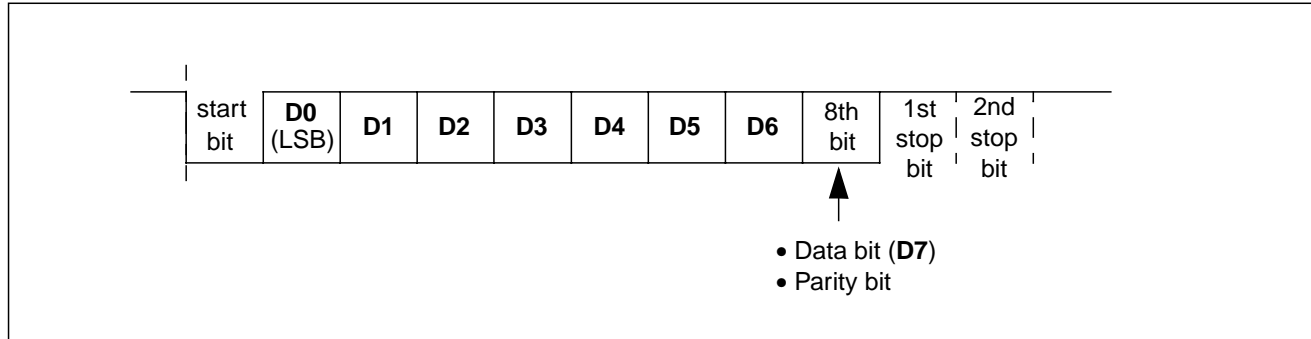 start
bit
D0
(LSB)
D1
D2
D3
D4
D5
D6
8th
bit
1st
stop
bit
2nd
stop
bit
• Data bit (D7)
• Parity bit